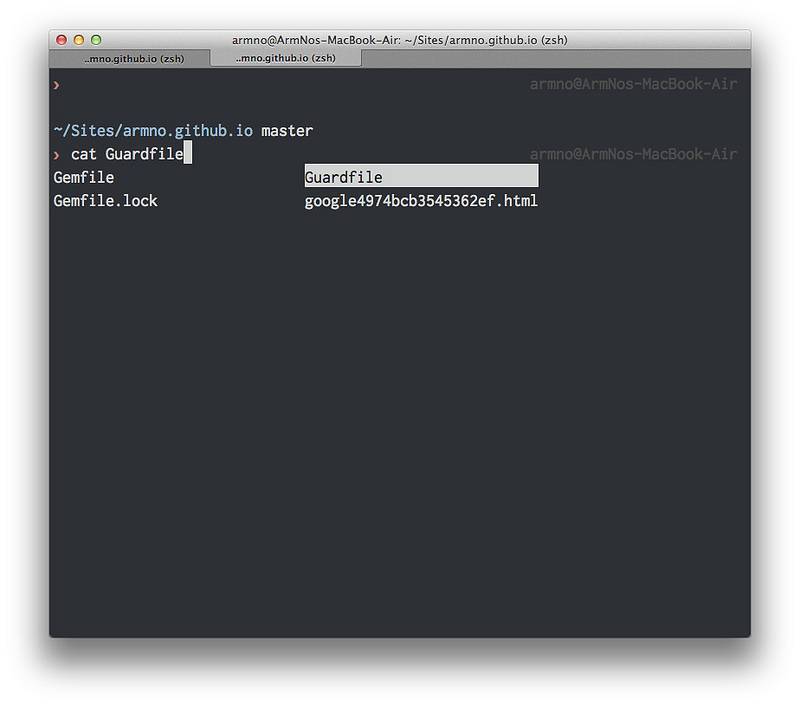 armno@ArmNos-MacBook-Air: ~/Sites/armno.github.io (zsh)
..mno.github.io (zsh) ..mno.github.io (zsh)
› armno@ArmNos-MacBook-Air
~/Sites/armno.github.io master
› cat Guardfile armno@ArmNos-MacBook-Air
Gemfile Guardfile
Gemfile.lock google4974bcb3545362ef.html